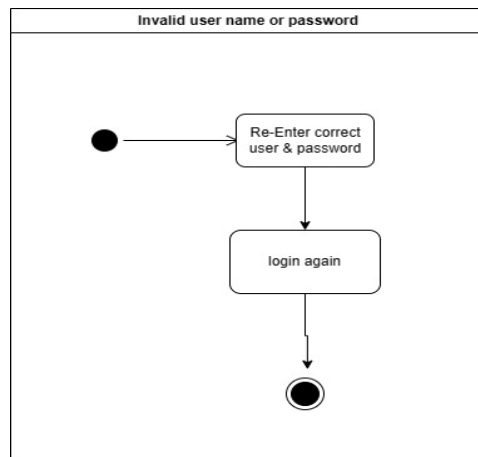 Invalid user name or password
Re-Enter correct
user & password
login again